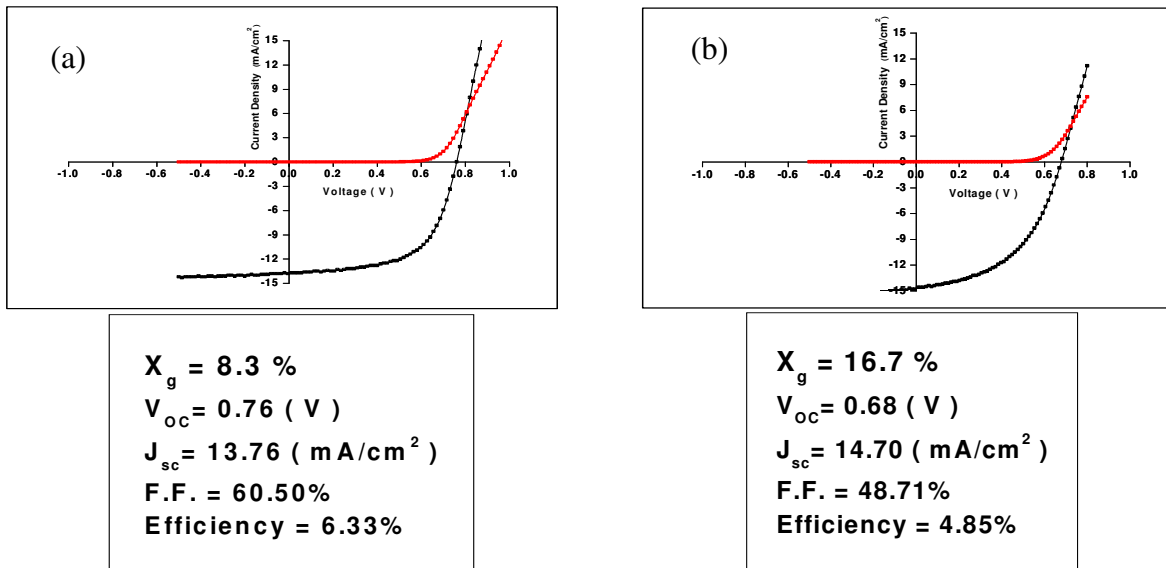 (a)
Current Density (mA/cm²)
15
12
9
6
3
0
-3
-6
-9
-12
-15
-1.0 -0.8 -0.6 -0.4 -0.2 0.0 0.2 0.4 0.6 0.8 1.0
Voltage ( V )
X_g = 8.3 %
V_OC= 0.76 ( V )
J_sc= 13.76 ( mA/cm² )
F.F. = 60.50%
Efficiency = 6.33%
(b)
Current Density (mA/cm²)
15
12
9
6
3
0
-3
-6
-9
-12
-15
-1.0 -0.8 -0.6 -0.4 -0.2 0.0 0.2 0.4 0.6 0.8 1.0
Voltage ( V )
X_g = 16.7 %
V_OC= 0.68 ( V )
J_sc= 14.70 ( mA/cm² )
F.F. = 48.71%
Efficiency = 4.85%